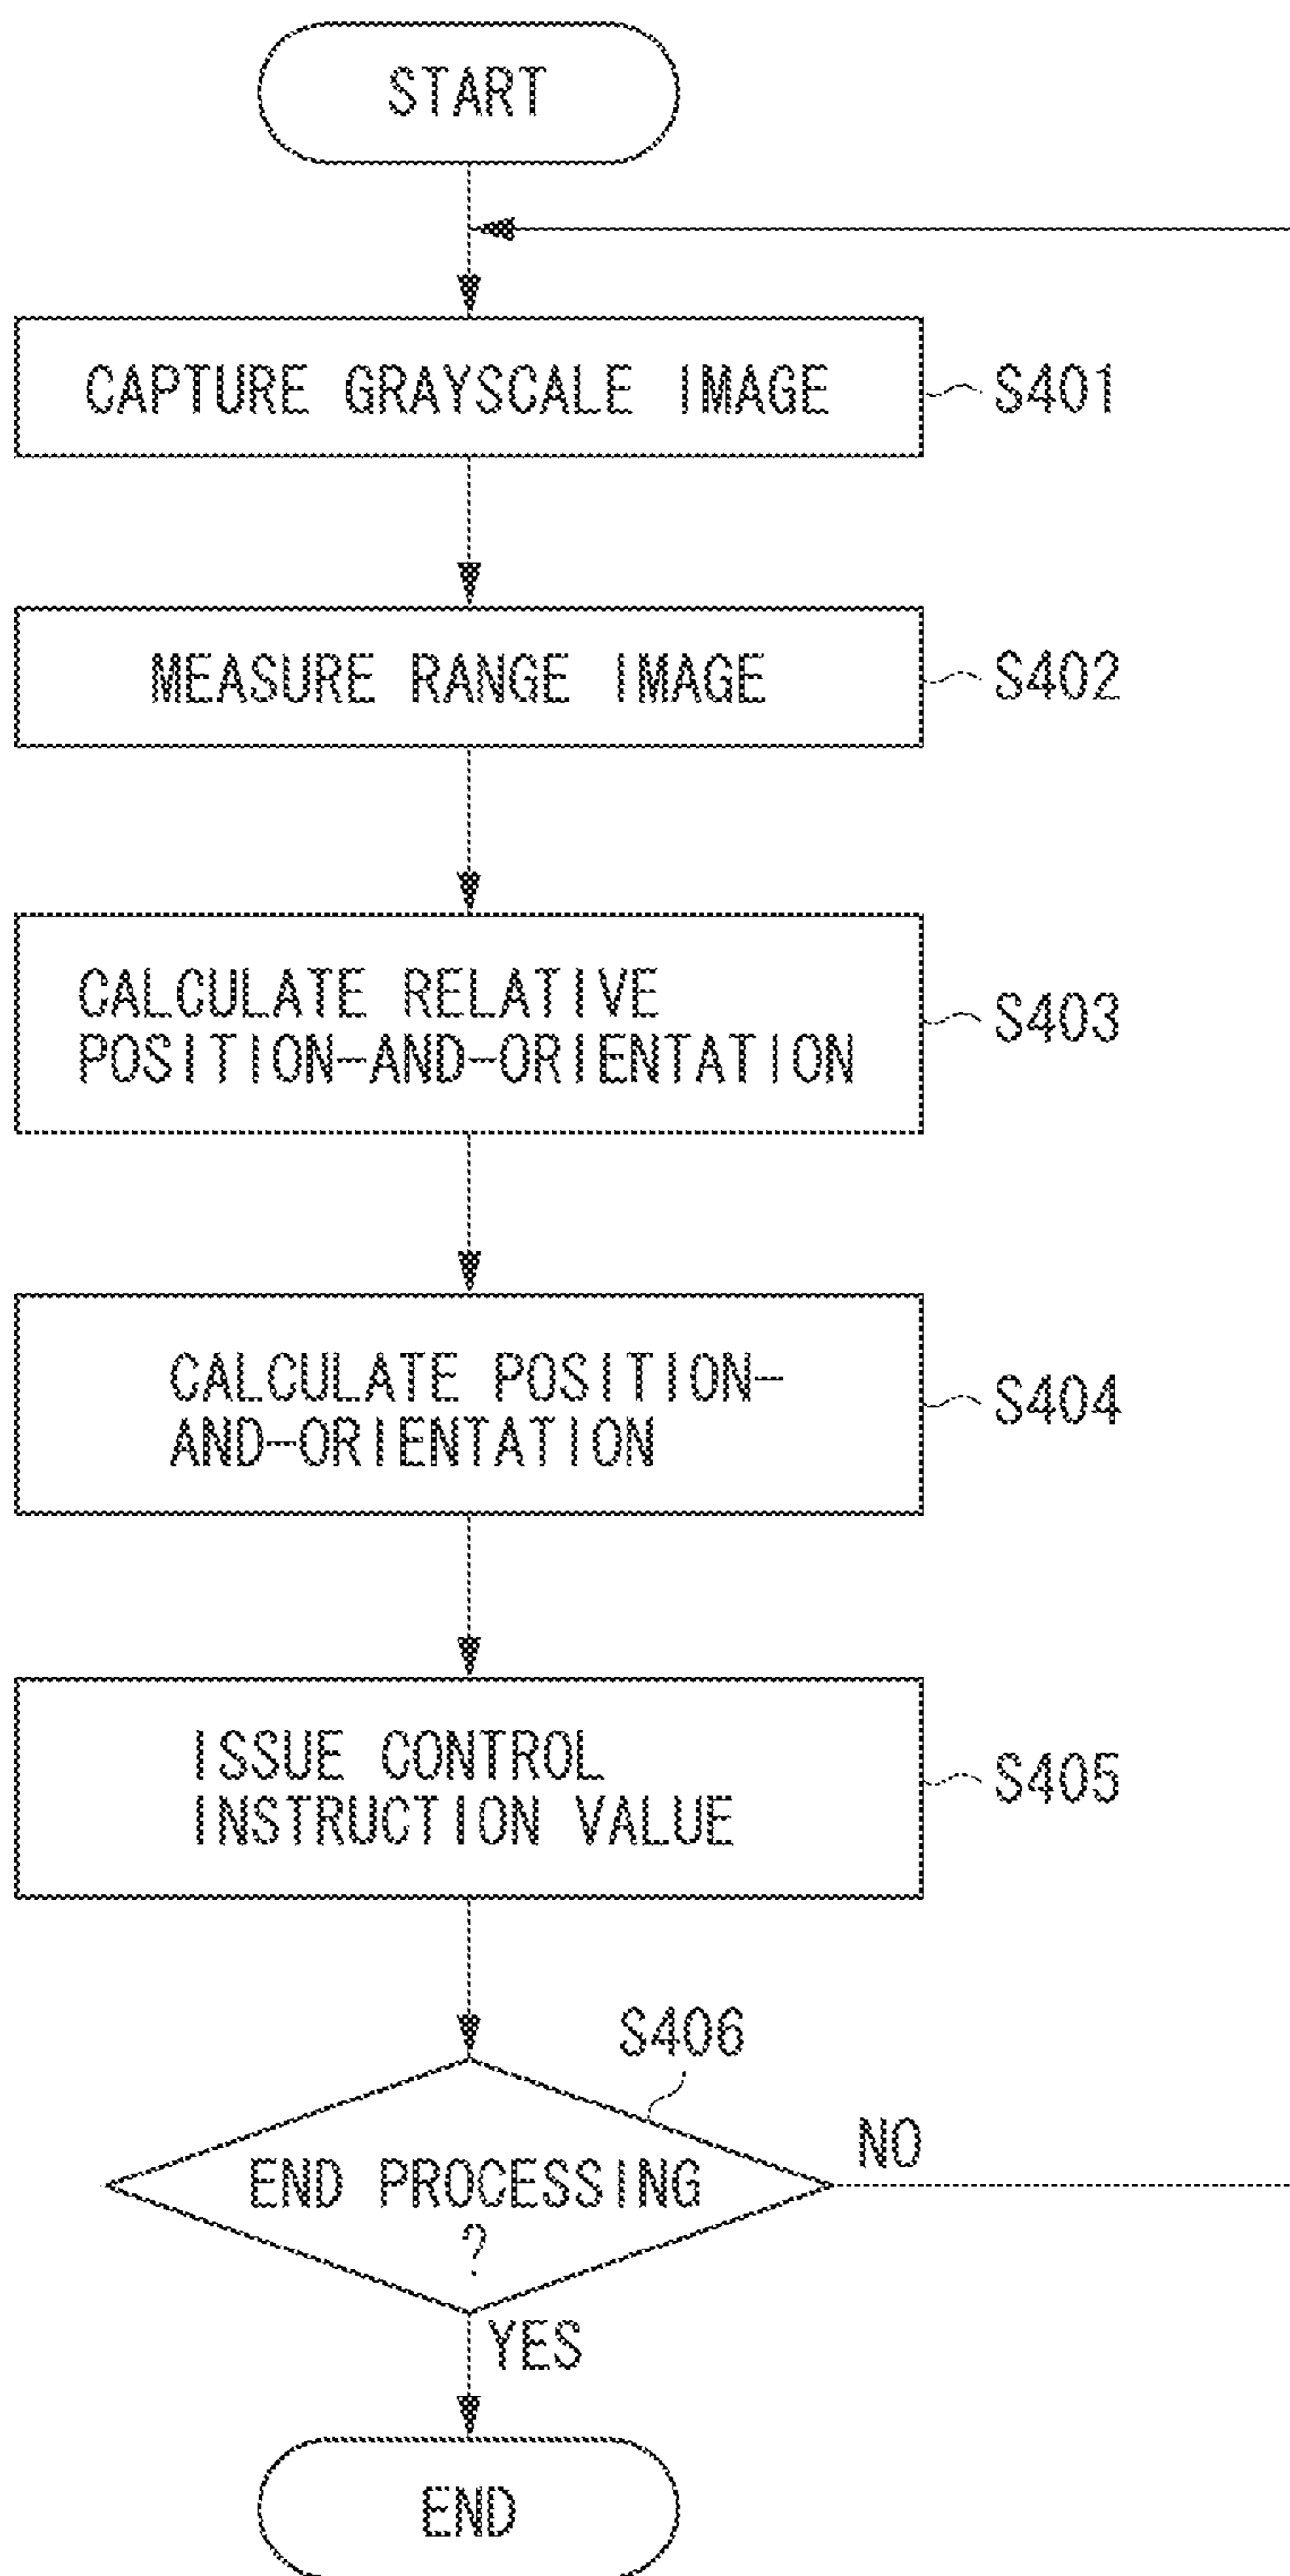 START
CAPTURE GRAYSCALE IMAGE
S401
MEASURE RANGE IMAGE
S402
CALCULATE RELATIVE
POSITION-AND-ORIENTATION
S403
CALCULATE POSITION-
AND-ORIENTATION
S404
ISSUE CONTROL
INSTRUCTION VALUE
S405
S406
END PROCESSING
?
NO
YES
END